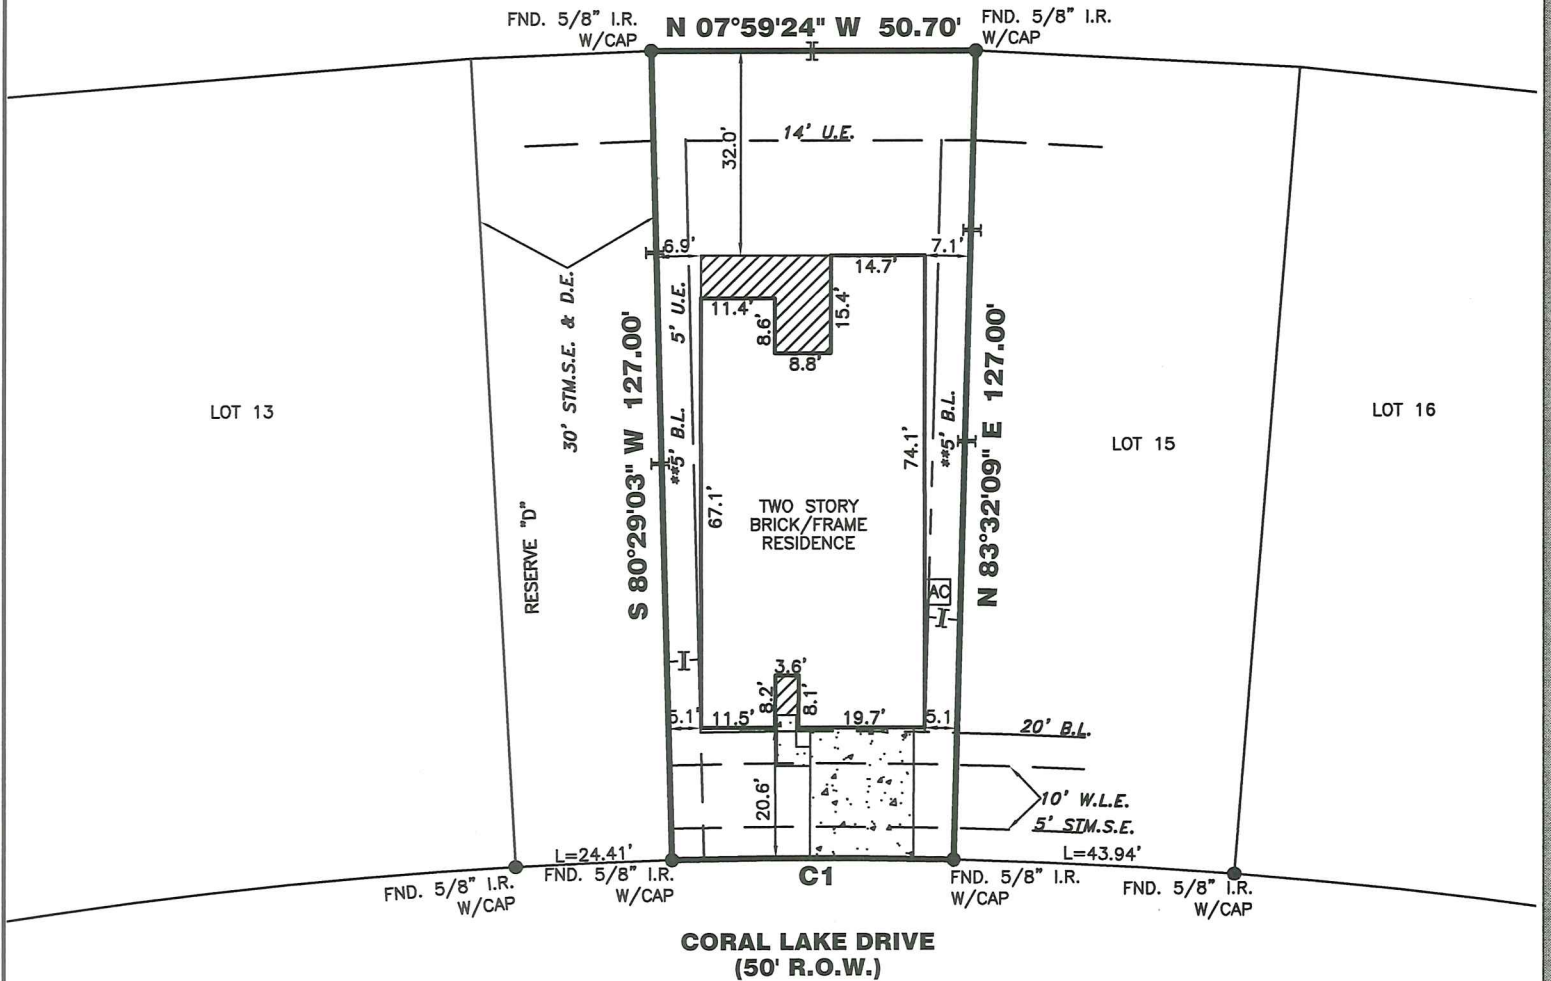 FND. 5/8" I.R.
W/CAP
N 07°59'24" W 50.70'
FND. 5/8" I.R.
W/CAP
14' U.E.
32.0'
6.9'
7.1'
14.7'
30' STM.S.E. & D.E.
5' U.E.
11.4'
8.6'
15.4'
8.8'
S 80°29'03" W 127.00'
N 83°32'09" E 127.00'
**5' B.L.
**5' B.L.
LOT 13
LOT 15
LOT 16
74.1'
67.1'
TWO STORY
BRICK/FRAME
RESIDENCE
RESERVE "D"
AC
3.6'
8.2'
8.1'
5.1'
11.5'
19.7'
5.1
20' B.L.
20.6'
10' W.L.E.
5' STM.S.E.
L=24.41'
L=43.94'
C1
FND. 5/8" I.R.
W/CAP
FND. 5/8" I.R.
W/CAP
FND. 5/8" I.R.
W/CAP
FND. 5/8" I.R.
W/CAP
CORAL LAKE DRIVE
(50' R.O.W.)